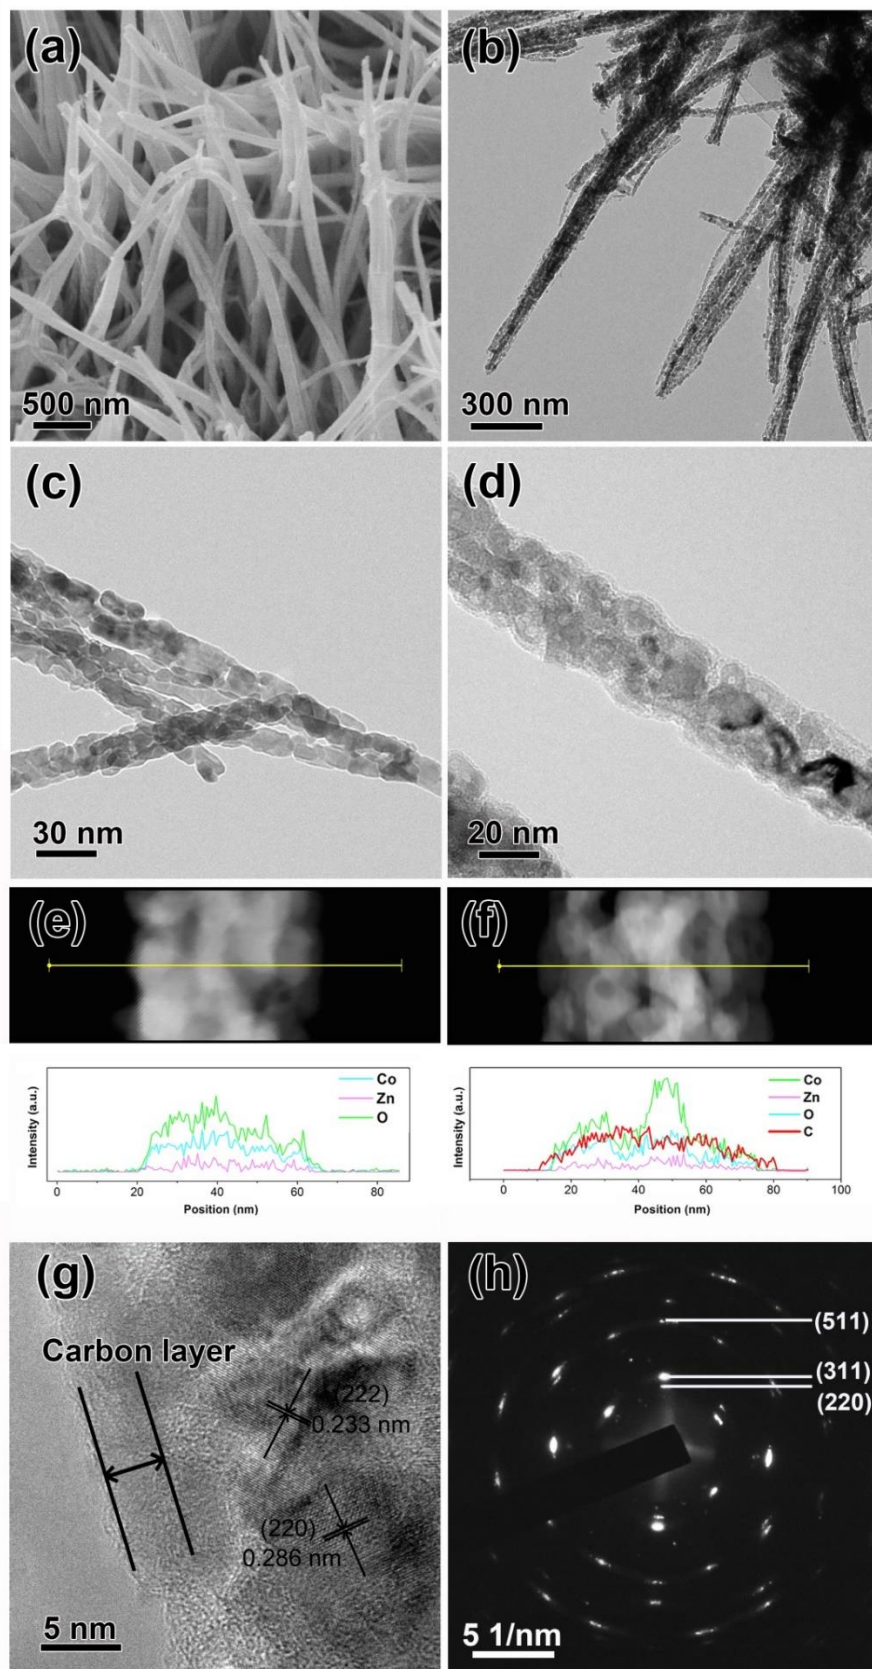 (a)
500 nm
(b)
300 nm
(c)
30 nm
(d)
20 nm
(e)
(f)
Intensity (a.u.)
Co
Zn
O
0 20 40 60 80
Position (nm)
Intensity (a.u.)
Co
Zn
O
C
0 20 40 60 80 100
Position (nm)
(g)
Carbon layer
(222)
0.233 nm
(220)
0.286 nm
5 nm
(h)
(511)
(311)
(220)
5 1/nm